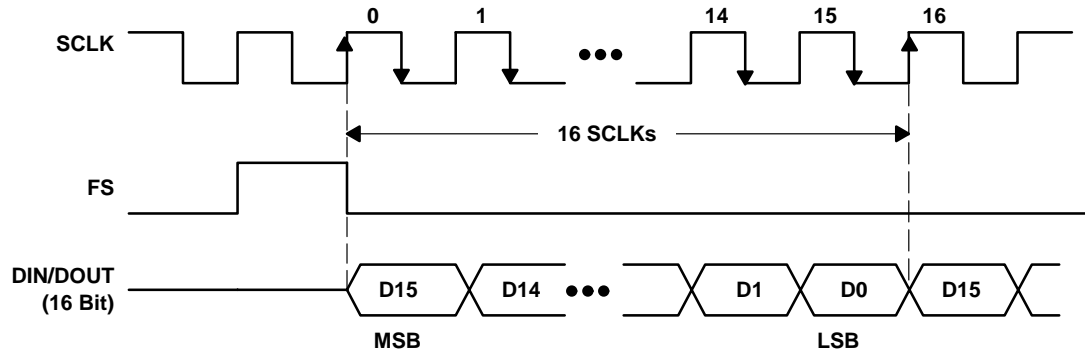 0 1 14 15 16
SCLK
16 SCLKs
FS
DIN/DOUT
(16 Bit)
D15 D14 D1 D0 D15
MSB LSB